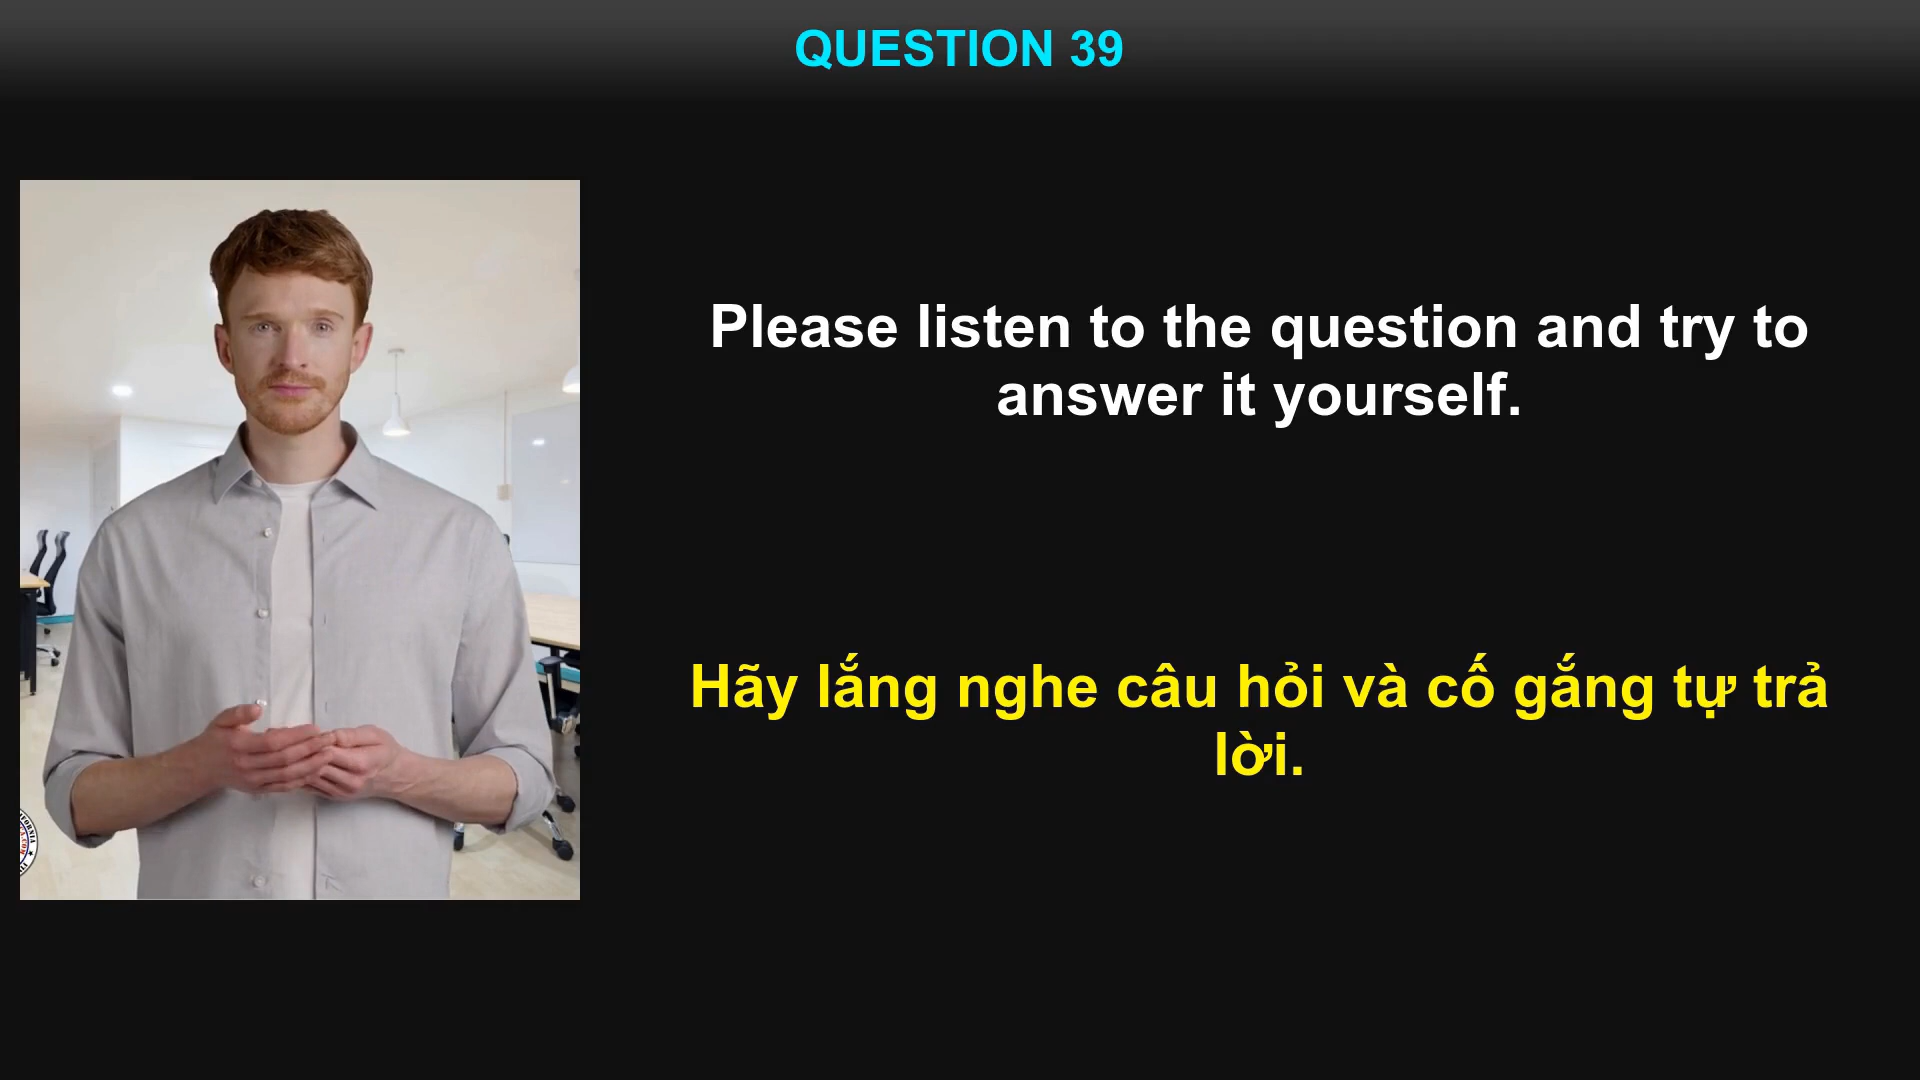 QUESTION 39
Please listen to the question and try to
answer it yourself.
Hãy lắng nghe câu hỏi và cố gắng tự trả
lời.